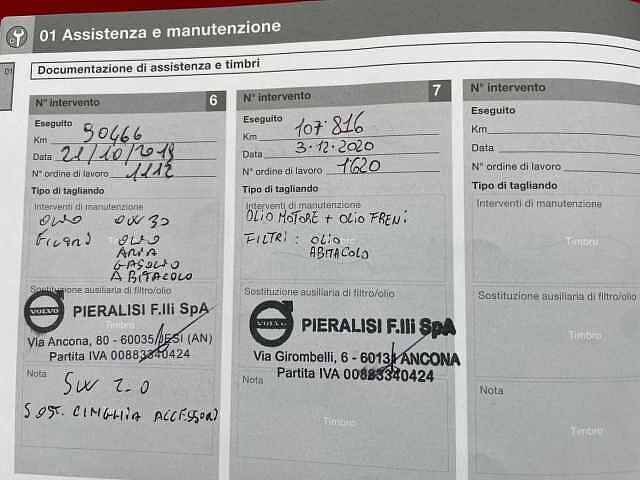 01 Assistenza e manutenzione
01
Documentazione di assistenza e timbri
N° intervento 6
Eseguito
Km 90466
Data 21/10/2019
N° ordine di lavoro 1112
Tipo di tagliando
Interventi di manutenzione
OLIO 0W30
FILTRI OLIO
ARIA
GASOLIO
ABITACOLO
Sostituzione ausiliaria di filtro/olio
VOLVO
PIERALISI F.lli SpA
Timbro
Via Ancona, 80 - 60035 JESI (AN)
Partita IVA 00883340424
Nota
SW 2.0
SOST. CINGHIA ACCESSORI
Timbro
N° intervento 7
Eseguito
Km 107.816
Data 3.12.2020
N° ordine di lavoro 1620
Tipo di tagliando
Interventi di manutenzione
OLIO MOTORE + OLIO FRENI
FILTRI: OLIO
ABITACOLO
Timbro
Sostituzione ausiliaria di filtro/olio
VOLVO
PIERALISI F.lli SpA
Via Girombelli, 6 - 60131 ANCONA
Partita IVA 00883340424
Nota
Timbro
N° intervento
Eseguito
Km
Data
N° ordine di lavoro
Tipo di tagliando
Interventi di manutenzione
Timbro
Sostituzione ausiliaria di filtro/olio
Timbro
Nota
Timbro